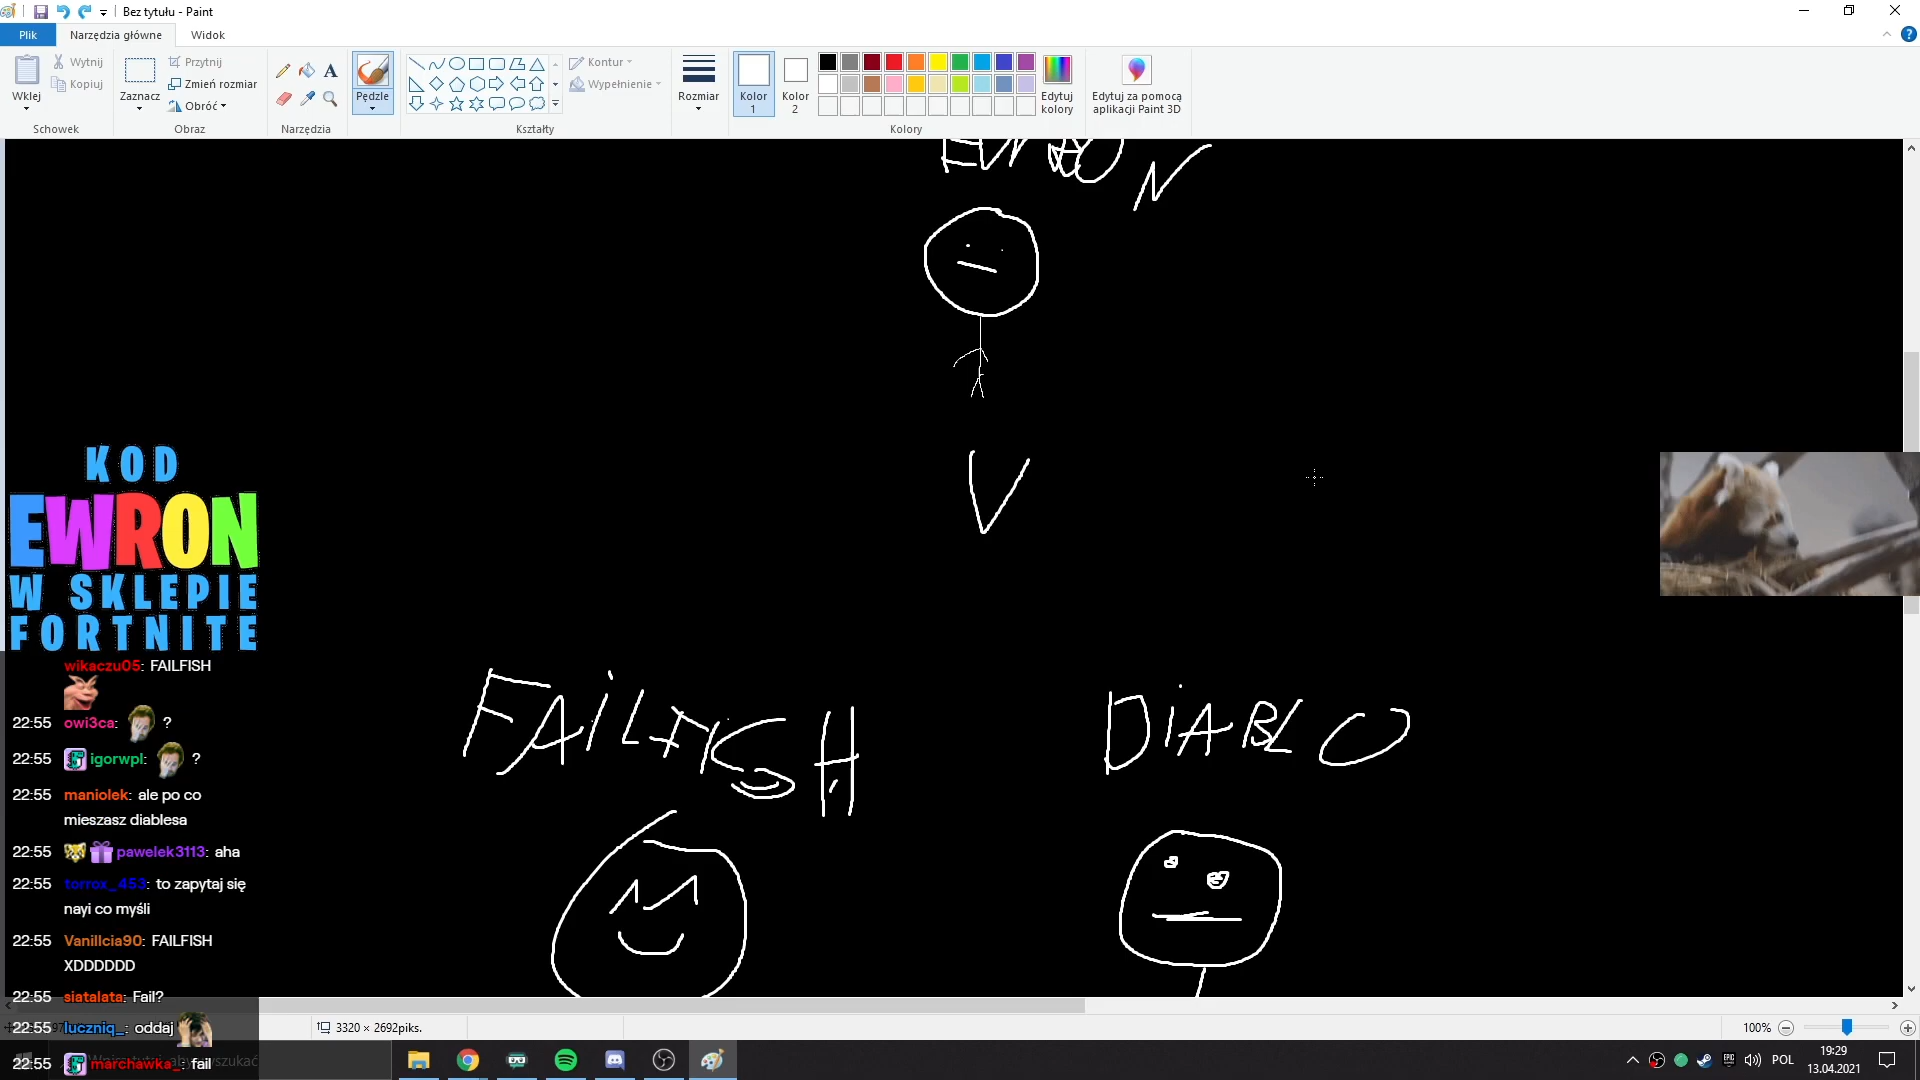 Bez tytułu - Paint
Plik
Narzędzia główne
Widok
Wklej
Wytnij
Kopiuj
Schowek
Zaznacz
Przytnij
Zmień rozmiar
Obróć
Obraz
Narzędzia
Pędzle
Kształty
Kontur
Wypełnienie
Rozmiar
Kolor 1
Kolor 2
Kolory
Edytuj kolory
Edytuj za pomocą aplikacji Paint 3D
V
FAILFISH
DiABLO
KOD
EWRON
W SKLEPIE
FORTNITE
wikaczu05: FAILFISH
22:55 owi3ca: ?
22:55 igorwpl: ?
22:55 maniolek: ale po co
mieszasz diablesa
22:55 pawelek3113: aha
22:55 torrox_453: to zapytaj się
nayi co myśli
22:55 Vanillcia90: FAILFISH
XDDDDDD
22:55 siatalata: Fail?
22:55 luczniq_: oddaj
22:55 marchawka_: fail
3320 × 2692piks.
100%
POL
19:29
13.04.2021